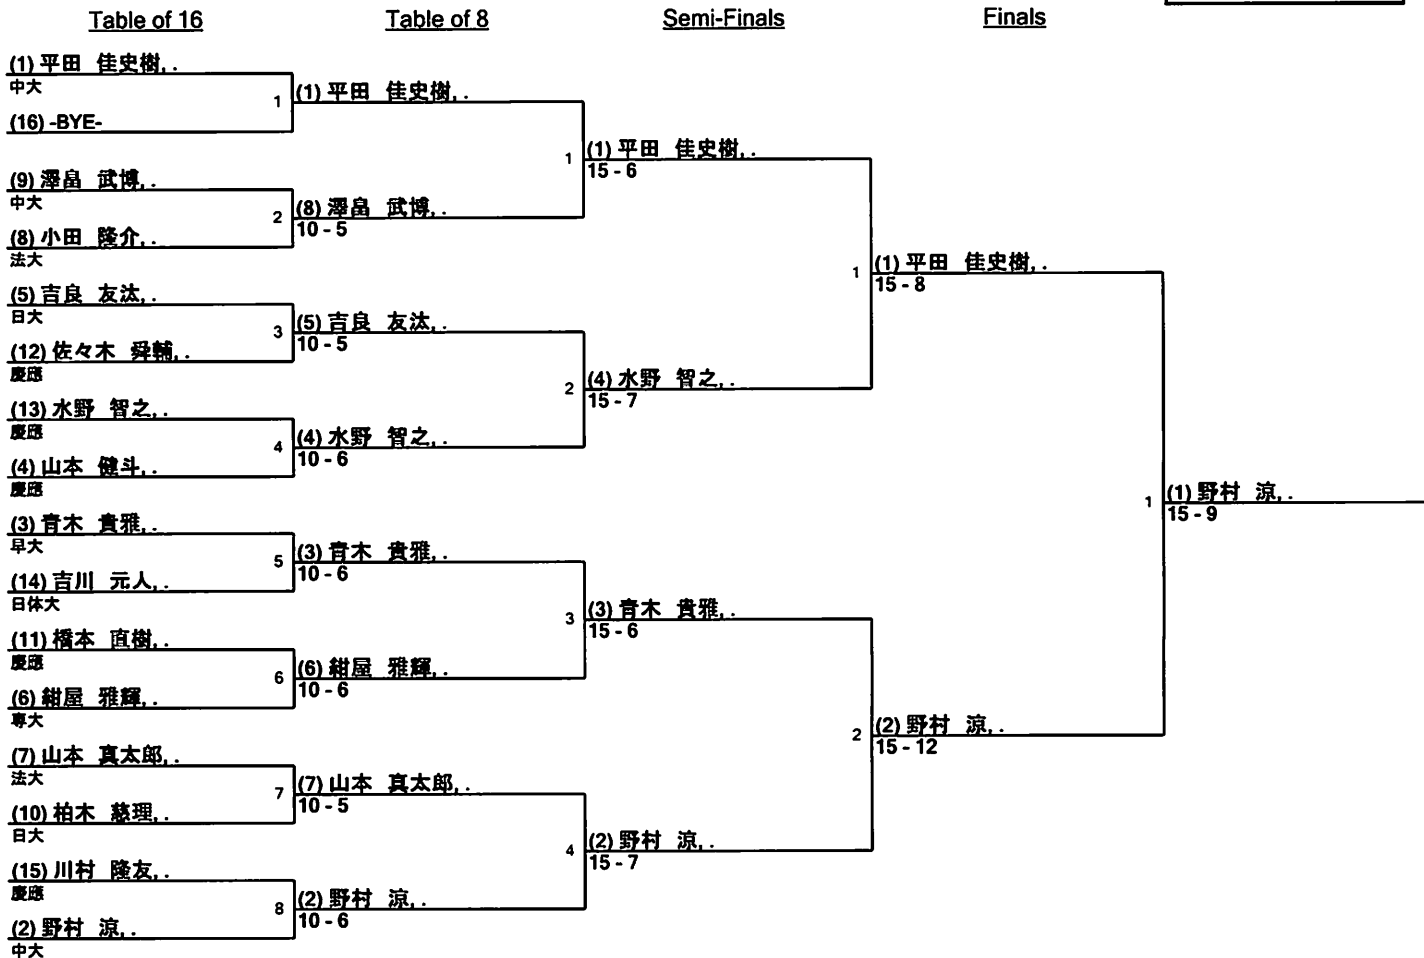 Table of 16
Table of 8
Semi-Finals
Finals
(1) 平田 佳史樹, .
中大
(16) -BYE-
(9) 澤畠 武博, .
中大
(8) 小田 隆介, .
法大
(5) 吉良 友汰, .
日大
(12) 佐々木 舜輔, .
慶應
(13) 水野 智之, .
慶應
(4) 山本 健斗, .
慶應
(3) 青木 貴雅, .
早大
(14) 吉川 元人, .
日体大
(11) 橋本 直樹, .
慶應
(6) 紺屋 雅輝, .
専大
(7) 山本 真太郎, .
法大
(10) 柏木 慈理, .
日大
(15) 川村 隆友, .
慶應
(2) 野村 涼, .
中大
1
(1) 平田 佳史樹, .
2
(8) 澤畠 武博, .
10 - 5
3
(5) 吉良 友汰, .
10 - 5
4
(4) 水野 智之, .
10 - 6
5
(3) 青木 貴雅, .
10 - 6
6
(6) 紺屋 雅輝, .
10 - 6
7
(7) 山本 真太郎, .
10 - 5
8
(2) 野村 涼, .
10 - 6
1
(1) 平田 佳史樹, .
15 - 6
2
(4) 水野 智之, .
15 - 7
3
(3) 青木 貴雅, .
15 - 6
4
(2) 野村 涼, .
15 - 7
1
(1) 平田 佳史樹, .
15 - 8
2
(2) 野村 涼, .
15 - 12
1
(1) 野村 涼, .
15 - 9